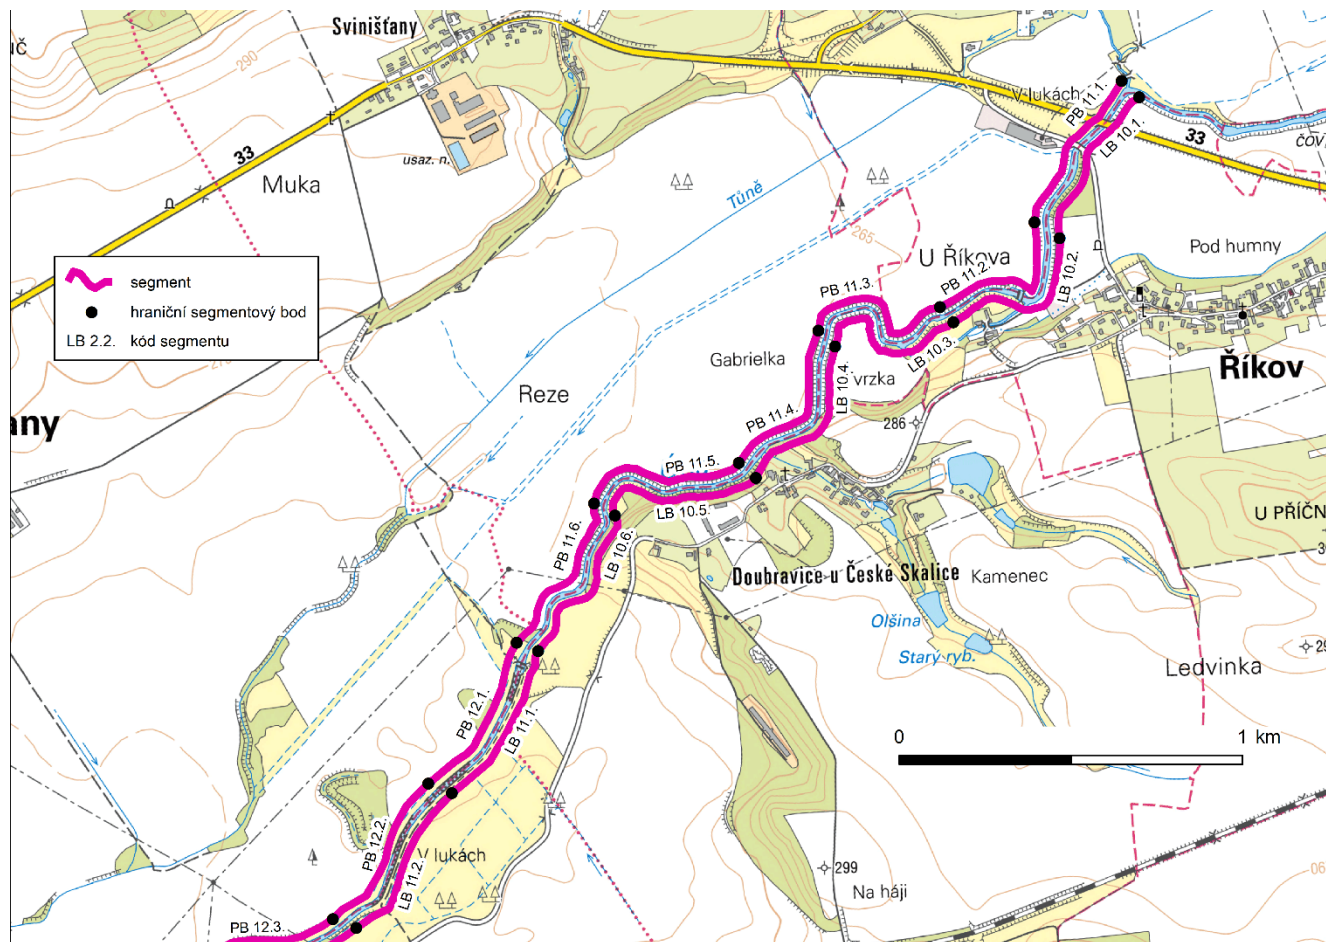 Svinišťany
290
33
usaz. n.
Muka
Tůně
V lukách
PB 11.1.
LB 10.1.
33
265
U Říkova
Pod humny
segment
hraniční segmentový bod
LB 2.2. kód segmentu
PB 11.2.
LB 10.2.
PB 11.3.
LB 10.3.
Gabrielka
Říkov
Reze
LB 10.4.
PB 11.4.
286
any
PB 11.5.
LB 10.5.
U PŘÍČN
PB 11.6.
LB 10.6.
Doubravice u České Skalice
Kamenec
Olšina
Starý ryb.
Ledvinka
PB 12.1.
LB 11.1.
0
1 km
PB 12.2.
LB 11.2.
V lukách
299
Na háji
PB 12.3.